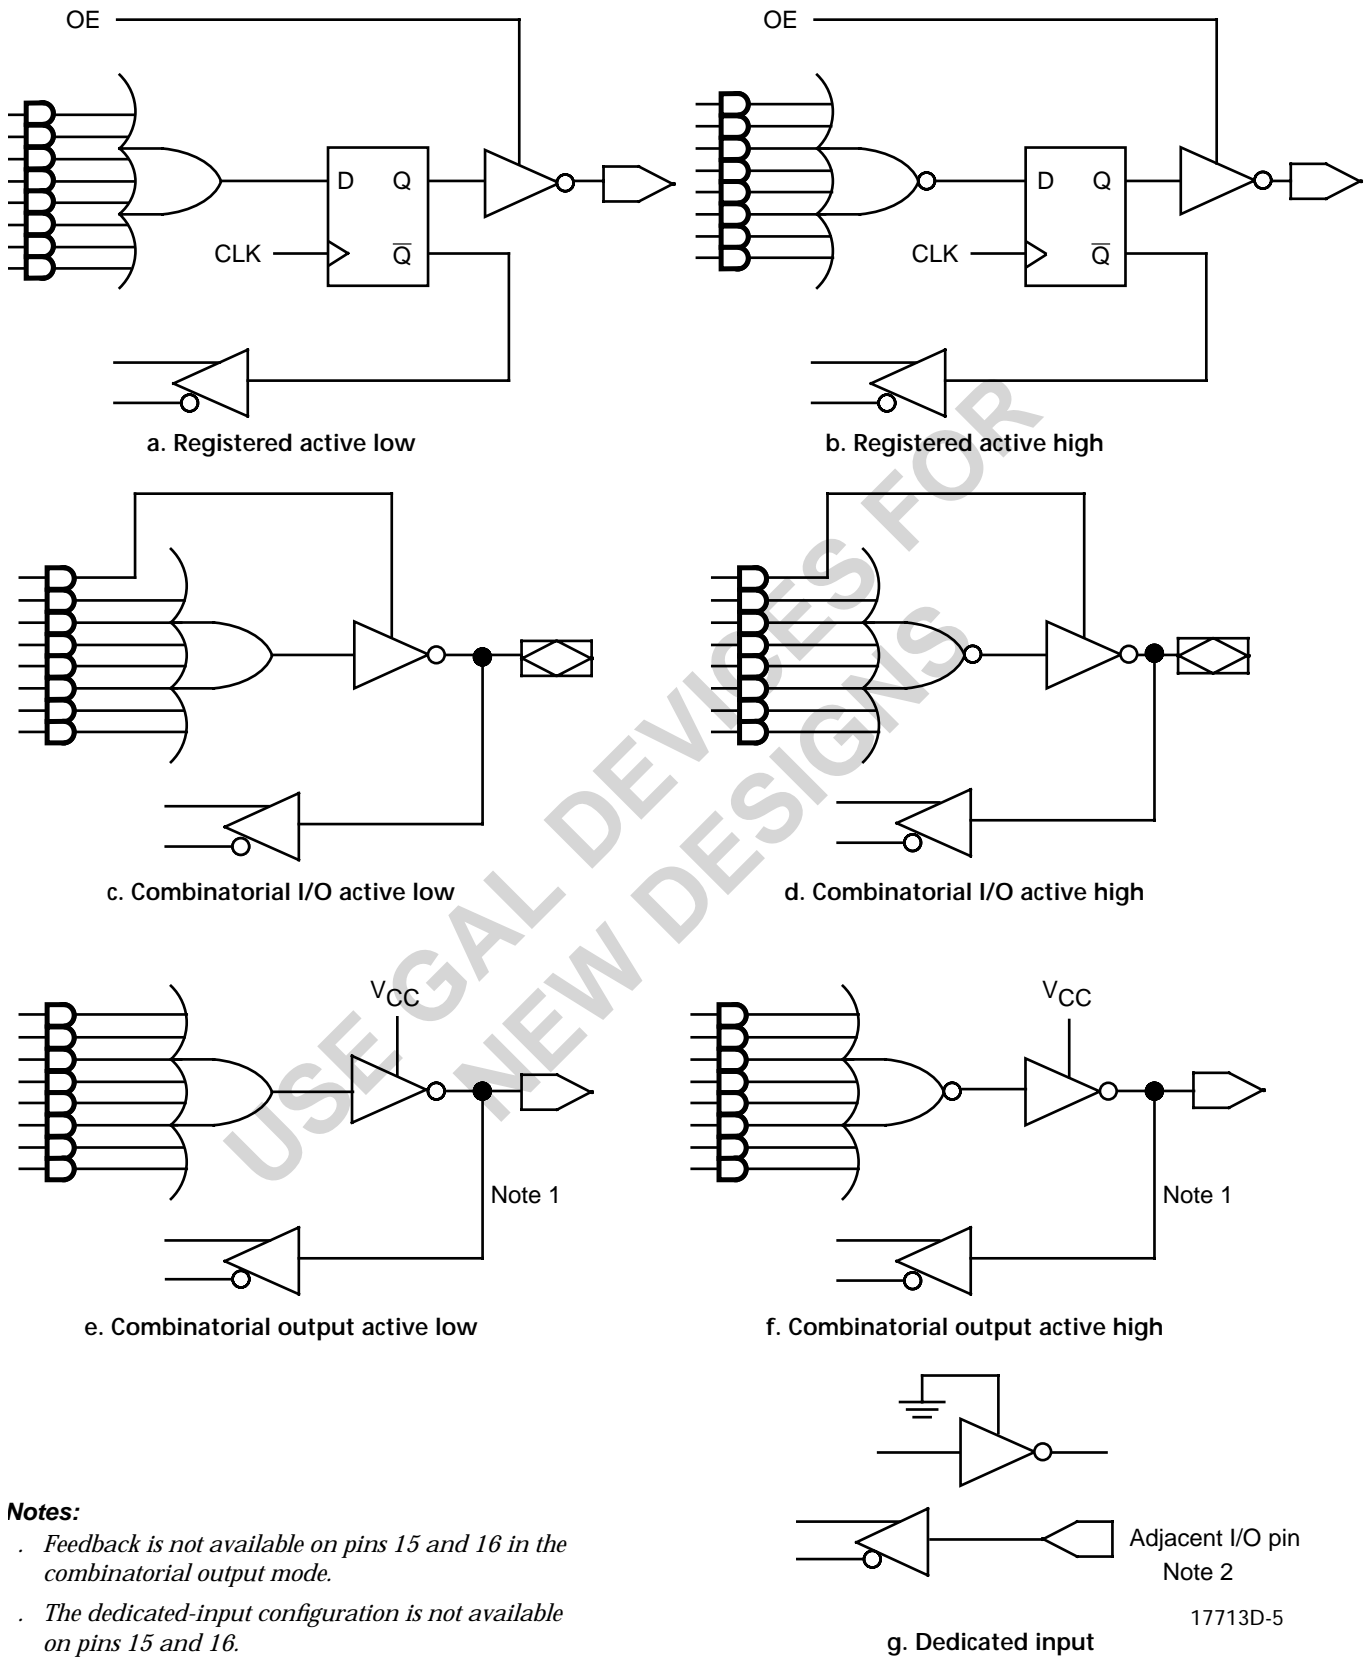 OE
OE
D Q
CLK
Q
D Q
CLK
Q
a. Registered active low
b. Registered active high
c. Combinatorial I/O active low
d. Combinatorial I/O active high
USE GAL DEVICES FOR
NEW DESIGNS
VCC
VCC
Note 1
Note 1
e. Combinatorial output active low
f. Combinatorial output active high
Notes:
. Feedback is not available on pins 15 and 16 in the
combinatorial output mode.
. The dedicated-input configuration is not available
on pins 15 and 16.
Adjacent I/O pin
Note 2
17713D-5
g. Dedicated input